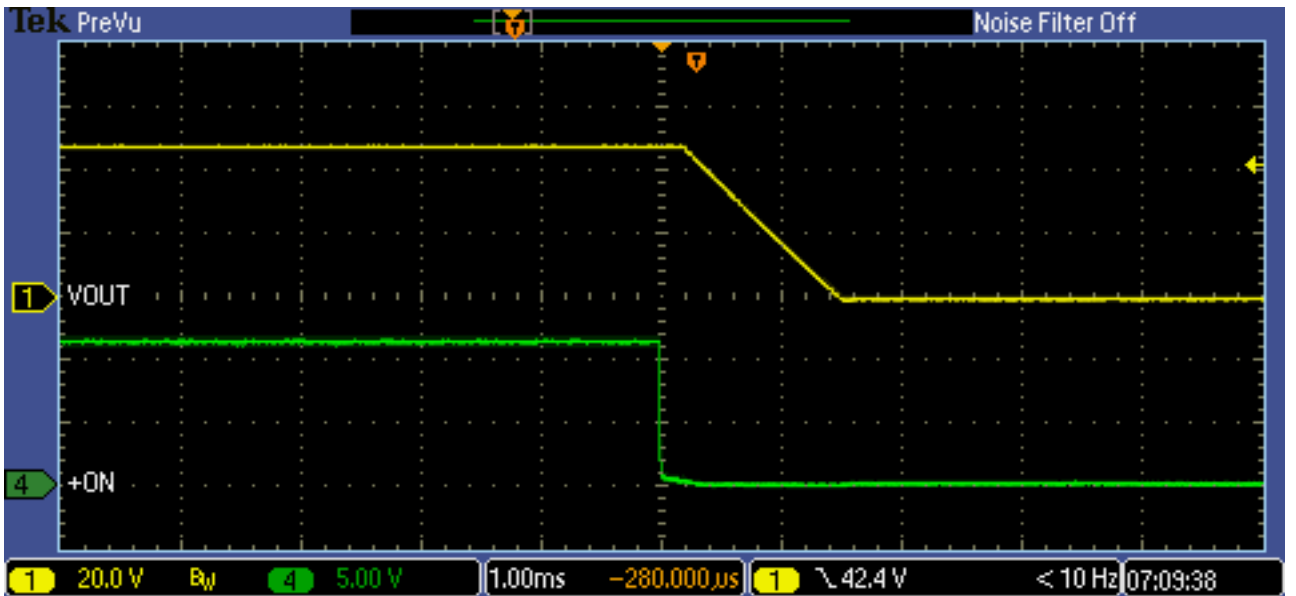 Tek PreVu Noise Filter Off
T
T
1 VOUT
4 +ON
1 20.0 V BW 4 5.00 V 1.00ms -280.000µs 1 42.4 V < 10 Hz 07:09:38